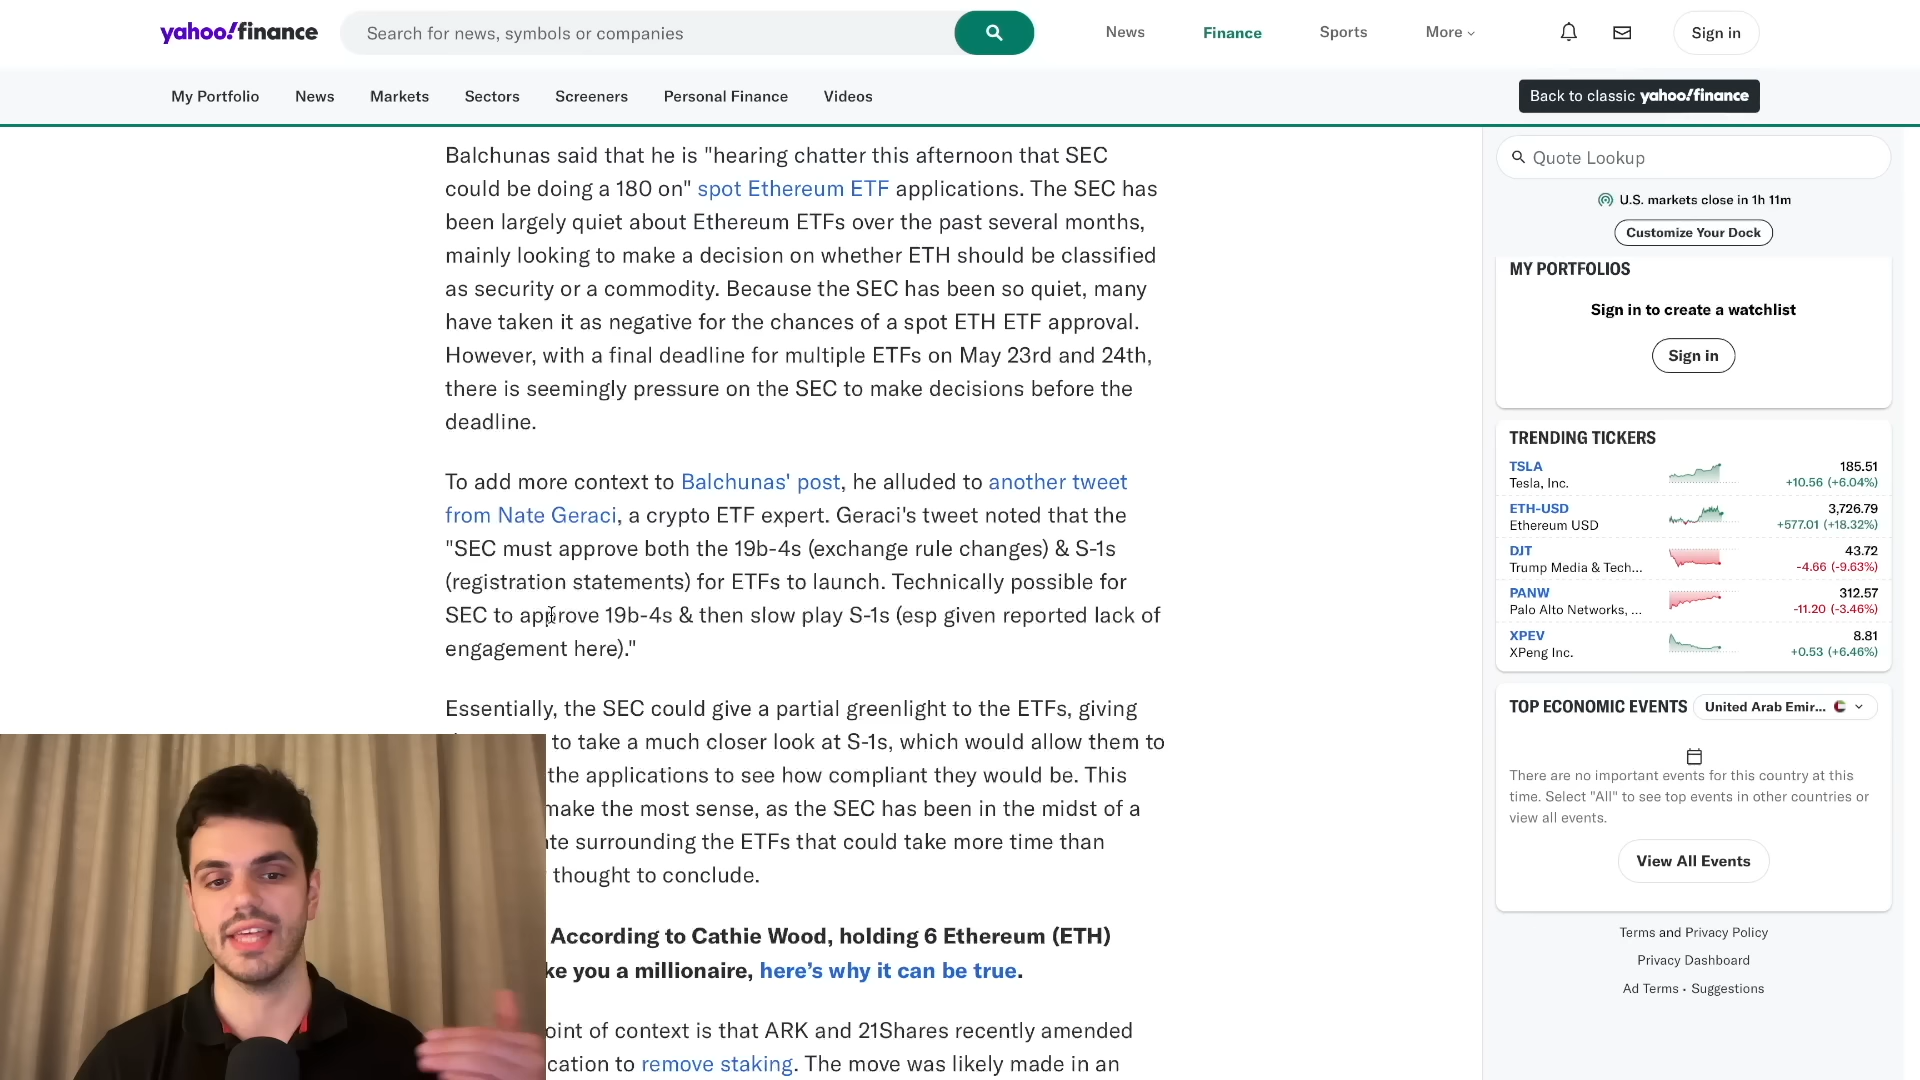 yahoo!finance
Search for news, symbols or companies
News
Finance
Sports
More
Sign in
My Portfolio
News
Markets
Sectors
Screeners
Personal Finance
Videos
Back to classic yahoo!finance
Balchunas said that he is "hearing chatter this afternoon that SEC
could be doing a 180 on" spot Ethereum ETF applications. The SEC has
been largely quiet about Ethereum ETFs over the past several months,
mainly looking to make a decision on whether ETH should be classified
as security or a commodity. Because the SEC has been so quiet, many
have taken it as negative for the chances of a spot ETH ETF approval.
However, with a final deadline for multiple ETFs on May 23rd and 24th,
there is seemingly pressure on the SEC to make decisions before the
deadline.
To add more context to Balchunas' post, he alluded to another tweet
from Nate Geraci, a crypto ETF expert. Geraci's tweet noted that the
"SEC must approve both the 19b-4s (exchange rule changes) & S-1s
(registration statements) for ETFs to launch. Technically possible for
SEC to approve 19b-4s & then slow play S-1s (esp given reported lack of
engagement here)."
Essentially, the SEC could give a partial greenlight to the ETFs, giving
to take a much closer look at S-1s, which would allow them to
the applications to see how compliant they would be. This
make the most sense, as the SEC has been in the midst of a
surrounding the ETFs that could take more time than
thought to conclude.
According to Cathie Wood, holding 6 Ethereum (ETH)
you a millionaire, here's why it can be true.
of context is that ARK and 21Shares recently amended
to remove staking. The move was likely made in an
Quote Lookup
U.S. markets close in 1h 11m
Customize Your Dock
MY PORTFOLIOS
Sign in to create a watchlist
Sign in
TRENDING TICKERS
TSLA 185.51
Tesla, Inc. +10.56 (+6.04%)
ETH-USD 3,726.79
Ethereum USD +577.01 (+18.32%)
DJT 43.72
Trump Media & Tech... -4.66 (-9.63%)
PANW 312.57
Palo Alto Networks, ... -11.20 (-3.46%)
XPEV 8.81
XPeng Inc. +0.53 (+6.46%)
TOP ECONOMIC EVENTS United Arab Emir...
There are no important events for this country at this
time. Select "All" to see top events in other countries or
view all events.
View All Events
Terms and Privacy Policy
Privacy Dashboard
Ad Terms • Suggestions